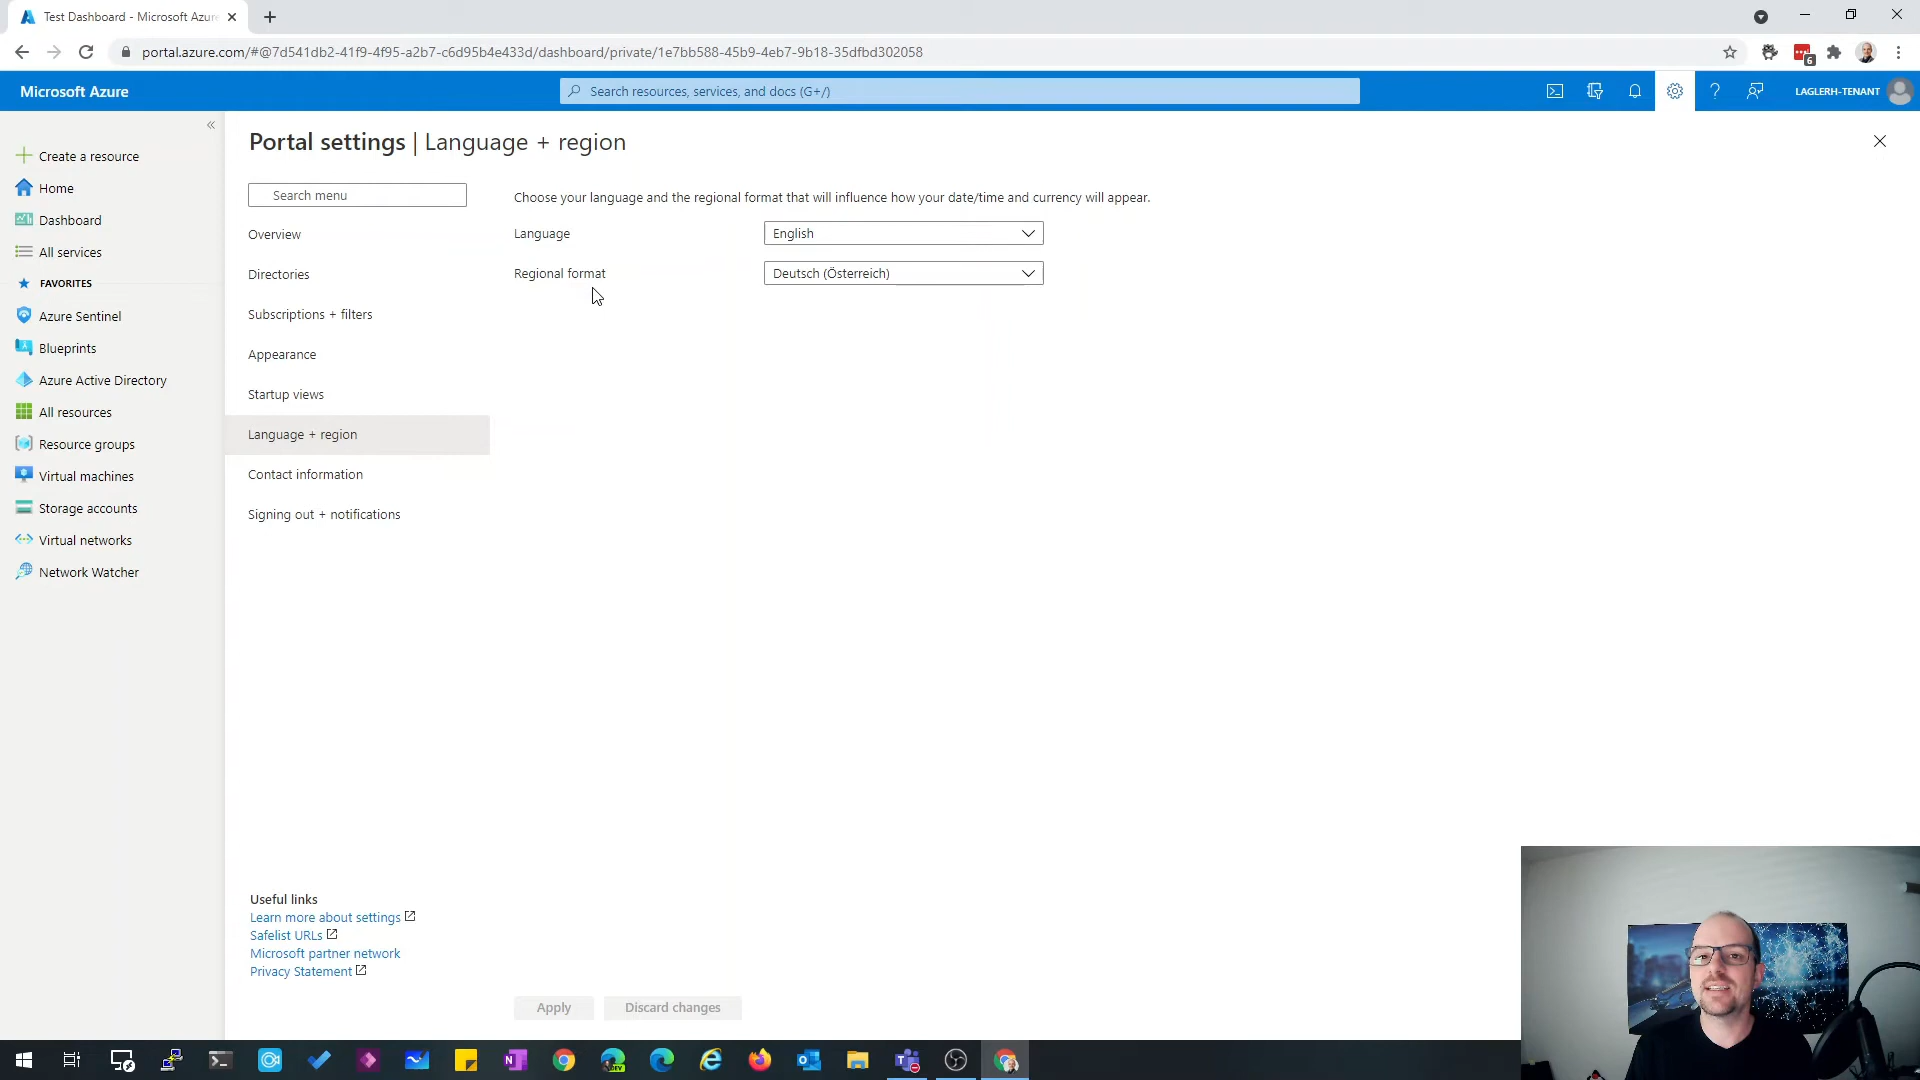 Test Dashboard - Microsoft Azure
portal.azure.com/#@7d541db2-41f9-4f95-a2b7-c6d95b4e433d/dashboard/private/1e7bb588-45b9-4eb7-9b18-35dfbd302058
6
Microsoft Azure
Search resources, services, and docs (G+/)
LAGLERH-TENANT
Portal settings | Language + region
Create a resource
Home
Dashboard
All services
FAVORITES
Azure Sentinel
Blueprints
Azure Active Directory
All resources
Resource groups
Virtual machines
Storage accounts
Virtual networks
Network Watcher
Search menu
Overview
Directories
Subscriptions + filters
Appearance
Startup views
Language + region
Contact information
Signing out + notifications
Choose your language and the regional format that will influence how your date/time and currency will appear.
Language
English
Regional format
Deutsch (Österreich)
Useful links
Learn more about settings
Safelist URLs
Microsoft partner network
Privacy Statement
Apply
Discard changes